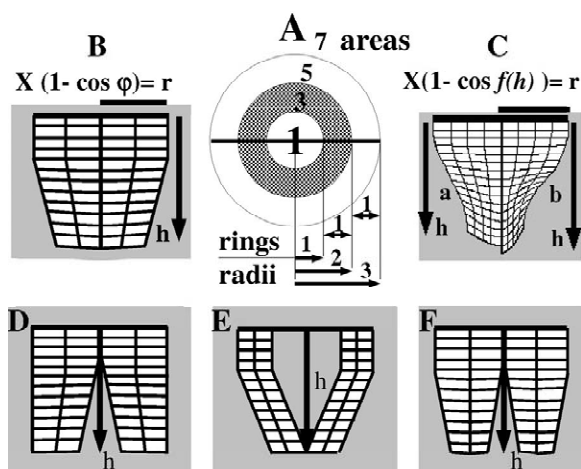 B
X (1- cos φ)= r
A
7 areas
5
3
1
C
X(1- cos f(h) )= r
h
1
1
rings 1
radii 2
3
a
b
h
h
D
h
E
h
F
h